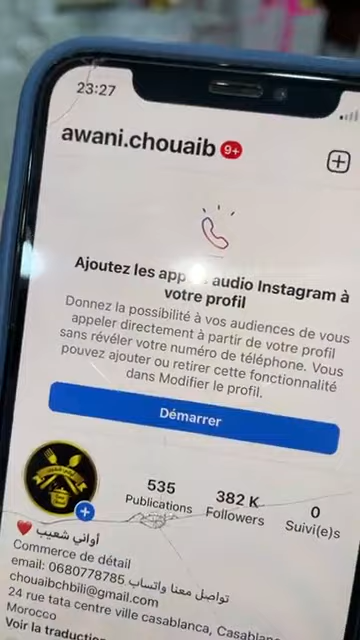 23:27
awani.chouaib 9+
Ajoutez les appels audio Instagram à
votre profil
Donnez la possibilité à vos audiences de vous
appeler directement à partir de votre profil
sans révéler votre numéro de téléphone. Vous
pouvez ajouter ou retirer cette fonctionnalité
dans Modifier le profil.
Démarrer
535 382 K 0
Publications Followers Suivi(e)s
أواني شعيب ❤️
Commerce de détail
email: 0680778785 تواصل معنا واتساب
chouaibchbili@gmail.com
24 rue tata centre ville casablanca, Casablanca
Morocco
Voir la traduction